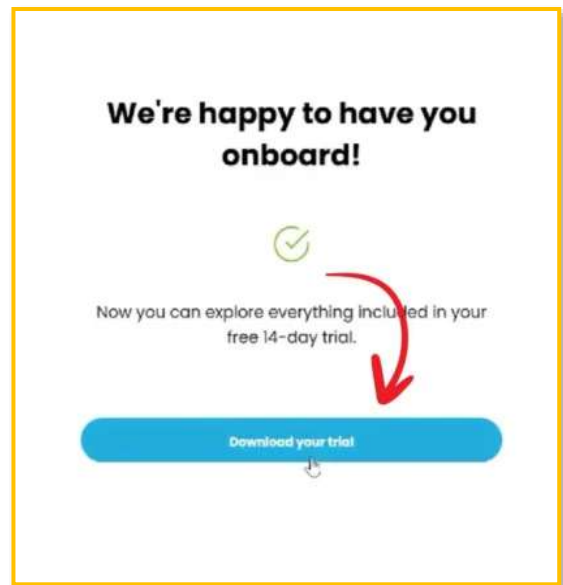 We're happy to have you
onboard!
Now you can explore everything included in your
free 14-day trial.
Download your trial